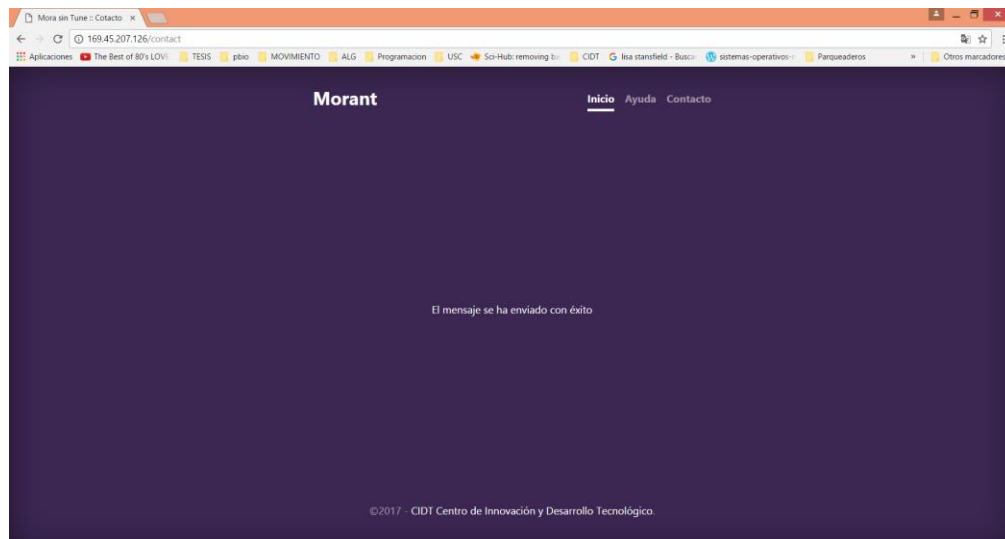 Mora sin Tune :: Cotacto
169.45.207.126/contact
Aplicaciones The Best of 80's LOVE TESIS pbio MOVIMIENTO ALG Programacion USC Sci-Hub: removing ba CIDT lisa stansfield - Busca sistemas-operativos- Parqueaderos » Otros marcadores
Morant Inicio Ayuda Contacto
El mensaje se ha enviado con éxito
©2017 - CIDT Centro de Innovación y Desarrollo Tecnológico.